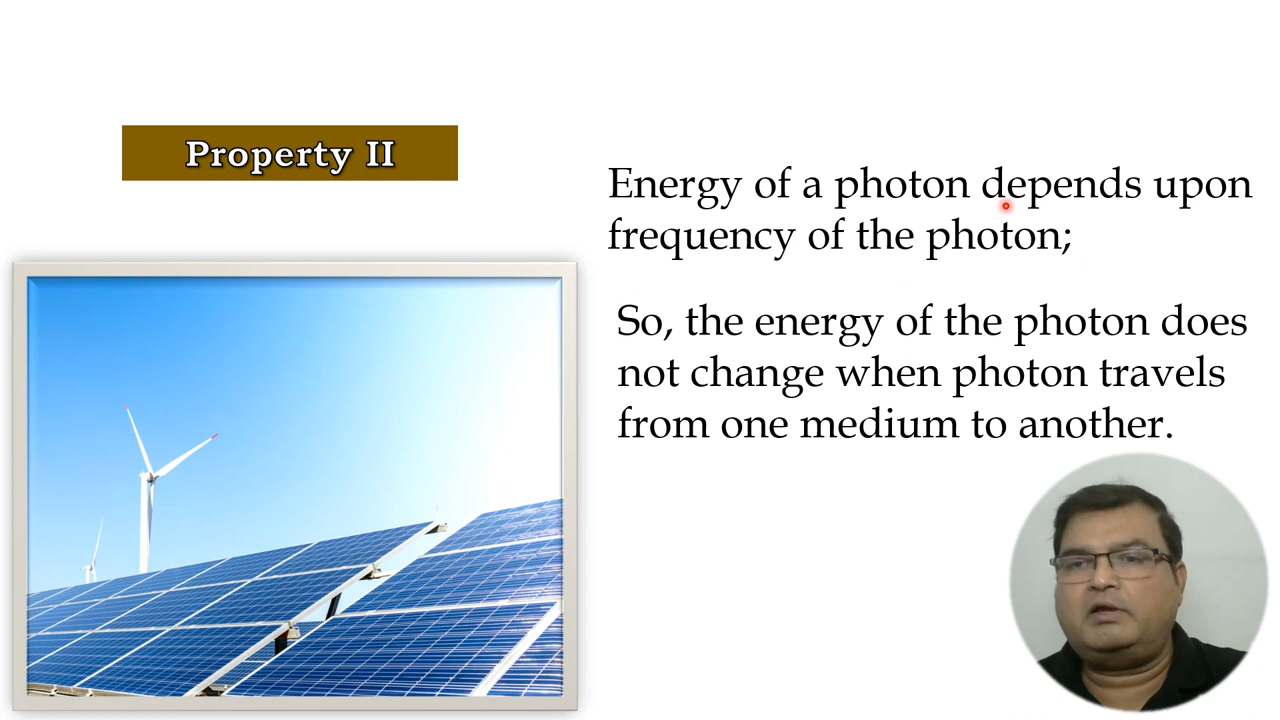 Property II
Energy of a photon depends upon
frequency of the photon;
So, the energy of the photon does
not change when photon travels
from one medium to another.